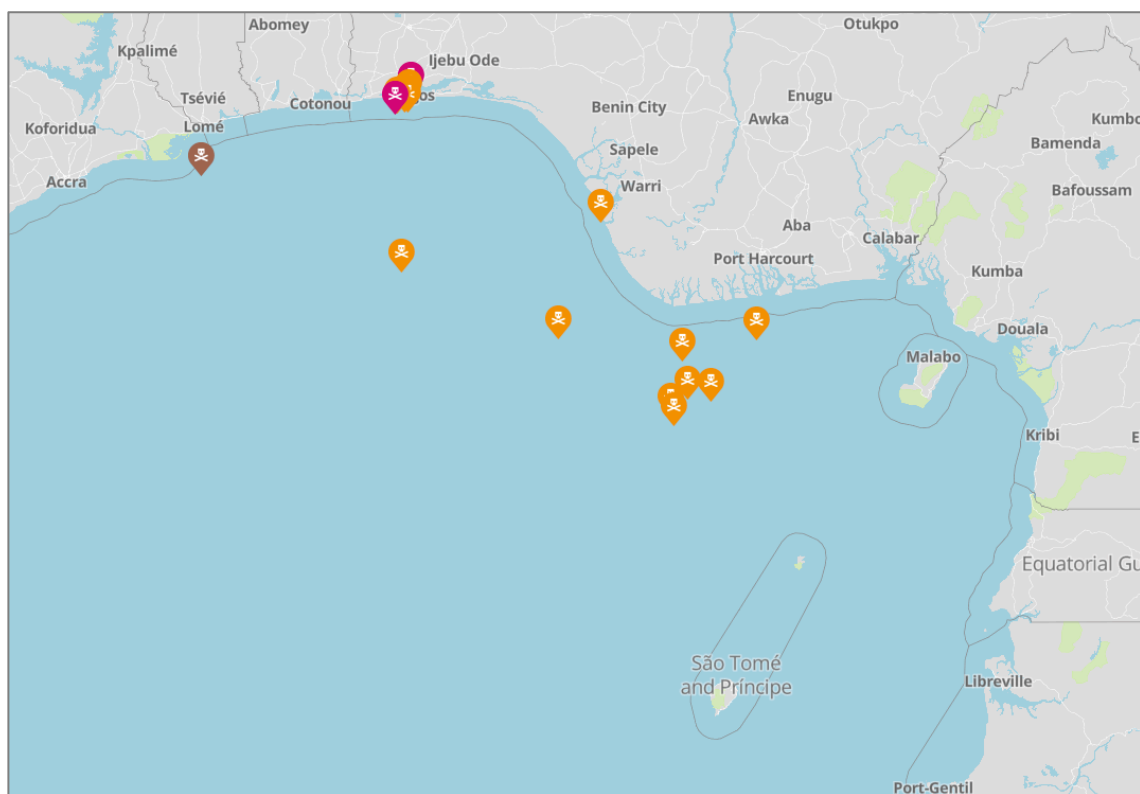 Abomey
Otukpo
Kpalimé
Ijebu Ode
Tsévié
Cotonou
gos
Benin City
Enugu
Awka
Kumbo
Koforidua
Lomé
Sapele
Bamenda
Accra
Warri
Bafoussam
Aba
Calabar
Port Harcourt
Kumba
Douala
Malabo
Kribi
E
Equatorial Gu
São Tomé
and Príncipe
Libreville
Port-Gentil